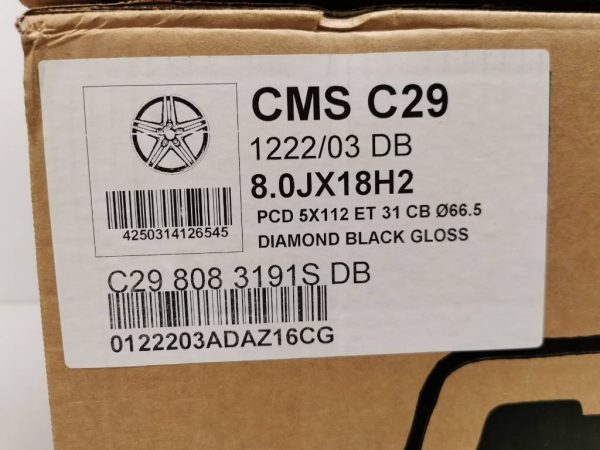 CMS C29
1222/03 DB
8.0JX18H2
PCD 5X112 ET 31 CB Ø66.5
DIAMOND BLACK GLOSS
4250314126545
C29 808 3191S DB
0122203ADAZ16CG